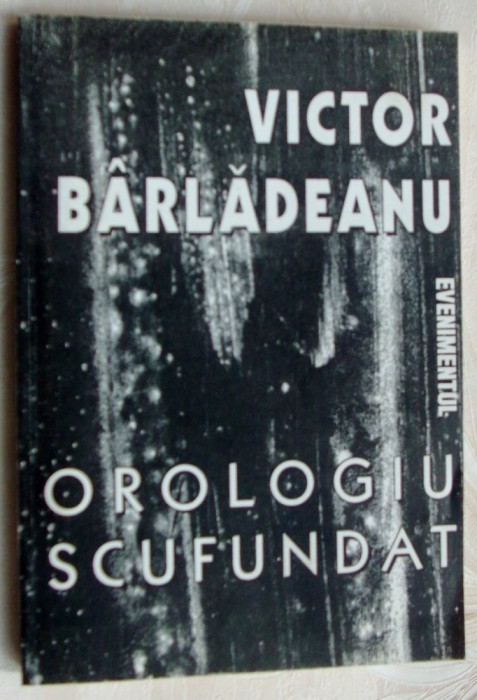 VICTOR
BÂRLĂDEANU
EVENIMENTUL
OROLOGIU
SCUFUNDAT